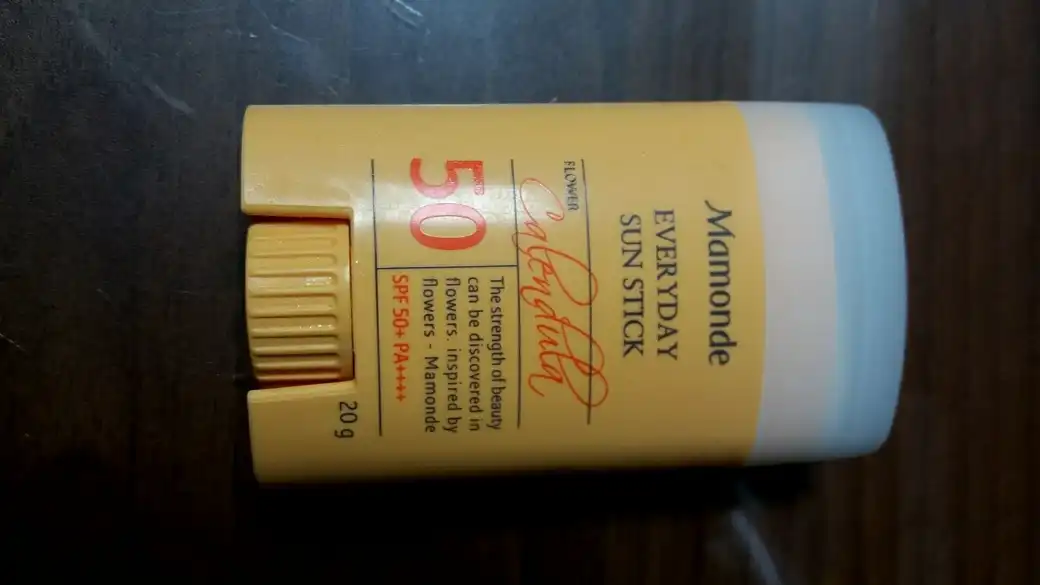 Mamonde
EVERYDAY
SUN STICK
FLOWER
Calendula
50
The strength of beauty
can be discovered in
flowers. inspired by
flowers - Mamonde
SPF 50+ PA++++
20 g